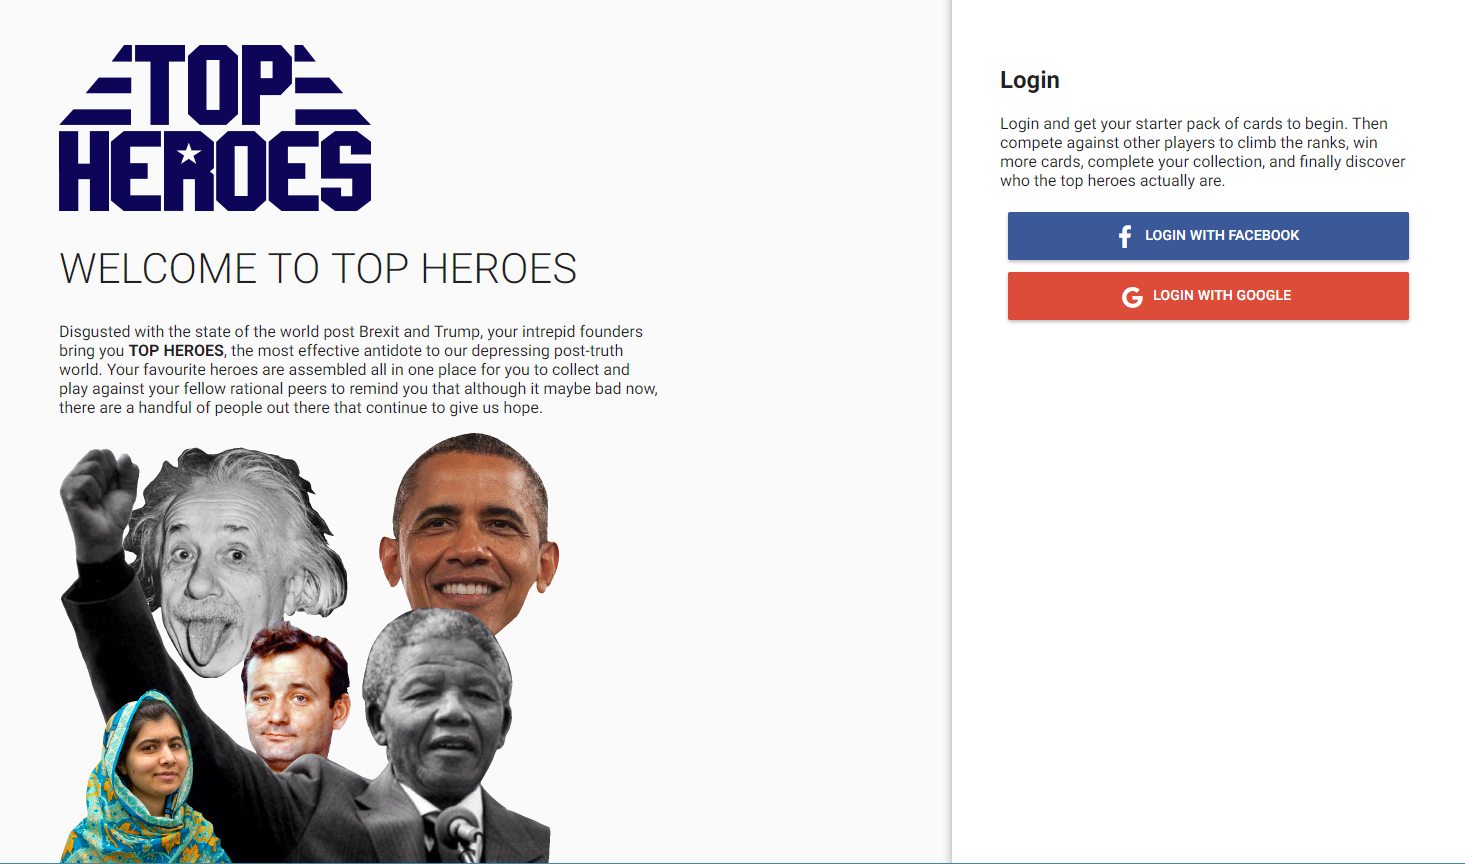 TOP
HEROES
WELCOME TO TOP HEROES
Disgusted with the state of the world post Brexit and Trump, your intrepid founders
bring you TOP HEROES, the most effective antidote to our depressing post-truth
world. Your favourite heroes are assembled all in one place for you to collect and
play against your fellow rational peers to remind you that although it maybe bad now,
there are a handful of people out there that continue to give us hope.
Login
Login and get your starter pack of cards to begin. Then
compete against other players to climb the ranks, win
more cards, complete your collection, and finally discover
who the top heroes actually are.
LOGIN WITH FACEBOOK
LOGIN WITH GOOGLE